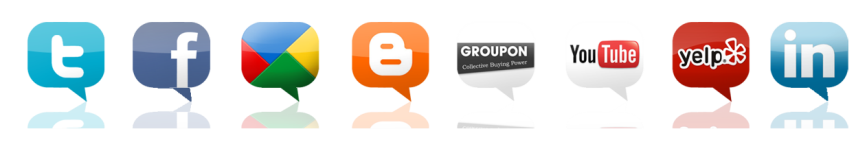 t
f
B
GROUPON
Collective Buying Power
YouTube
yelp
in